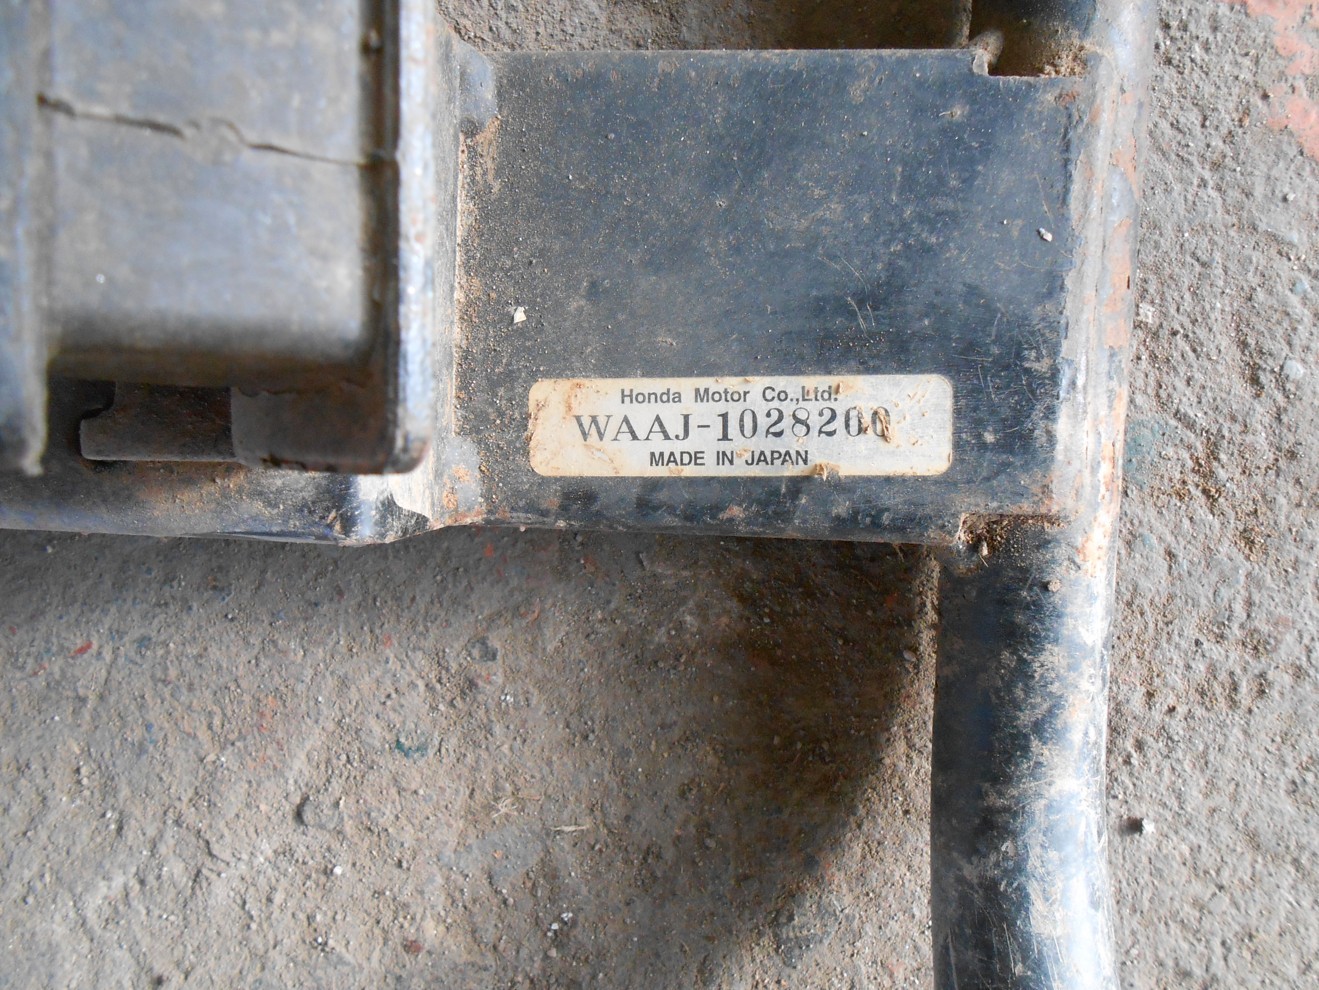 Honda Motor Co.,Ltd.
WAAJ-1028200
MADE IN JAPAN